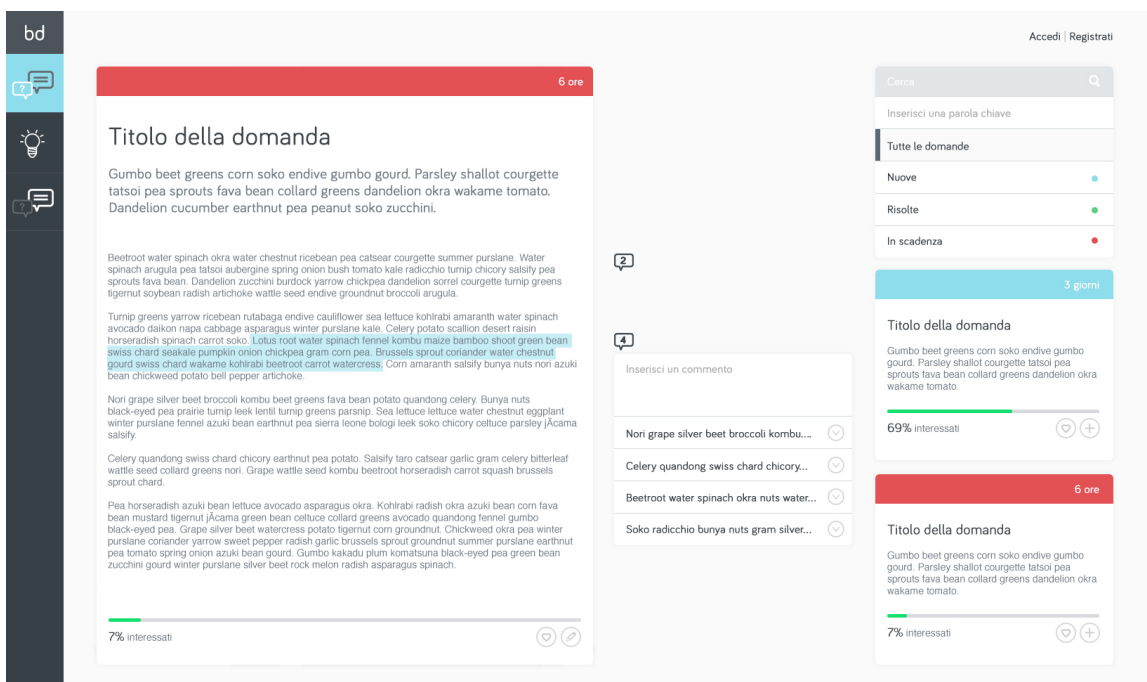 bd
Accedi | Registrati
6 ore
Titolo della domanda
Gumbo beet greens corn soko endive gumbo gourd. Parsley shallot courgette
tatsoi pea sprouts fava bean collard greens dandelion okra wakame tomato.
Dandelion cucumber earthnut pea peanut soko zucchini.
Beetroot water spinach okra water chestnut ricebean pea catsear courgette summer purslane. Water
spinach arugula pea tatsoi aubergine spring onion bush tomato kale radicchio turnip chicory salsify pea
sprouts fava bean. Dandelion zucchini burdock yarrow chickpea dandelion sorrel courgette turnip greens
tigernut soybean radish artichoke wattle seed endive groundnut broccoli arugula.
Turnip greens yarrow ricebean rutabaga endive cauliflower sea lettuce kohlrabi amaranth water spinach
avocado daikon napa cabbage asparagus winter purslane kale. Celery potato scallion desert raisin
horseradish spinach carrot soko. Lotus root water spinach fennel kombu maize bamboo shoot green bean
swiss chard seakale pumpkin onion chickpea gram corn pea. Brussels sprout coriander water chestnut
gourd swiss chard wakame kohlrabi beetroot carrot watercress. Corn amaranth salsify bunya nuts nori azuki
bean chickweed potato bell pepper artichoke.
Nori grape silver beet broccoli kombu beet greens fava bean potato quandong celery. Bunya nuts
black-eyed pea prairie turnip leek lentil turnip greens parsnip. Sea lettuce lettuce water chestnut eggplant
winter purslane fennel azuki bean earthnut pea sierra leone bologi leek soko chicory celtuce parsley jÃcama
salsify.
Celery quandong swiss chard chicory earthnut pea potato. Salsify taro catsear garlic gram celery bitterleaf
wattle seed collard greens nori. Grape wattle seed kombu beetroot horseradish carrot squash brussels
sprout chard.
Pea horseradish azuki bean lettuce avocado asparagus okra. Kohlrabi radish okra azuki bean corn fava
bean mustard tigernut jÃcama green bean celtuce collard greens avocado quandong fennel gumbo
black-eyed pea. Grape silver beet watercress potato tigernut corn groundnut. Chickweed okra pea winter
purslane coriander yarrow sweet pepper radish garlic brussels sprout groundnut summer purslane earthnut
pea tomato spring onion azuki bean gourd. Gumbo kakadu plum komatsuna black-eyed pea green bean
zucchini gourd winter purslane silver beet rock melon radish asparagus spinach.
7% interessati
2
4
Inserisci un commento
Nori grape silver beet broccoli kombu....
Celery quandong swiss chard chicory...
Beetroot water spinach okra nuts water...
Soko radicchio bunya nuts gram silver...
Cerca
Inserisci una parola chiave
Tutte le domande
Nuove
Risolte
In scadenza
3 giorni
Titolo della domanda
Gumbo beet greens corn soko endive gumbo
gourd. Parsley shallot courgette tatsoi pea
sprouts fava bean collard greens dandelion okra
wakame tomato.
69% interessati
6 ore
Titolo della domanda
Gumbo beet greens corn soko endive gumbo
gourd. Parsley shallot courgette tatsoi pea
sprouts fava bean collard greens dandelion okra
wakame tomato.
7% interessati